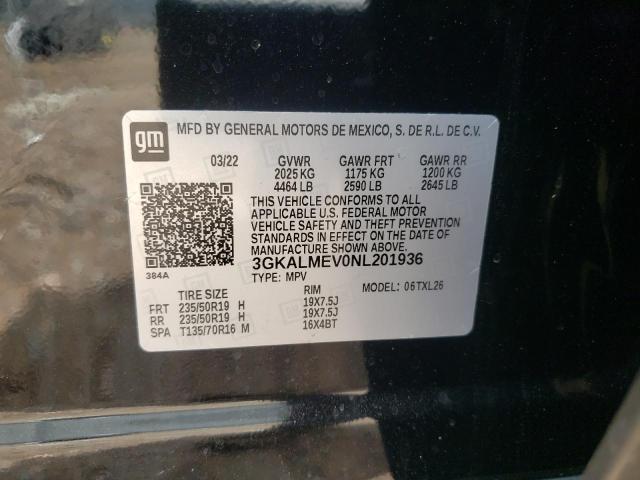 gm
MFD BY GENERAL MOTORS DE MEXICO, S. DE R.L. DE C.V.
03/22 GVWR GAWR FRT GAWR RR
2025 KG 1175 KG 1200 KG
4464 LB 2590 LB 2645 LB
THIS VEHICLE CONFORMS TO ALL
APPLICABLE U.S. FEDERAL MOTOR
VEHICLE SAFETY AND THEFT PREVENTION
STANDARDS IN EFFECT ON THE DATE OF
MANUFACTURE SHOWN ABOVE.
3GKALMEV0NL201936
384A
TYPE: MPV MODEL: 06TXL26
TIRE SIZE RIM
FRT 235/50R19 H 19X7.5J
RR 235/50R19 H 19X7.5J
SPA T135/70R16 M 16X4BT